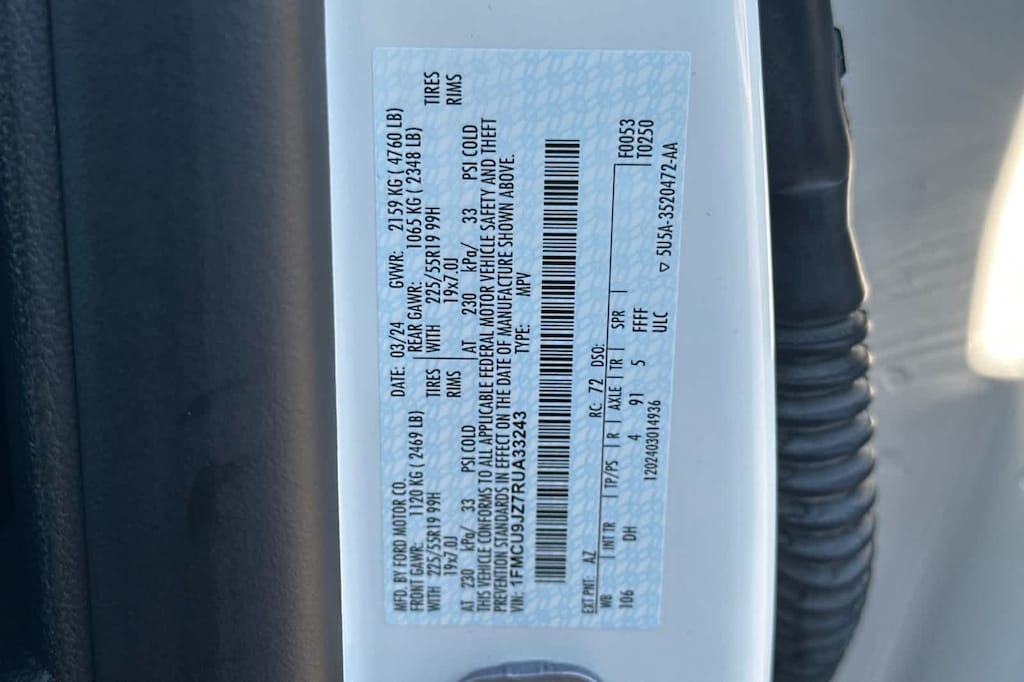 MFD. BY FORD MOTOR CO. DATE: 03/24 GVWR: 2159 KG ( 4760 LB)
FRONT GAWR: 1120 KG ( 2469 LB) REAR GAWR: 1065 KG ( 2348 LB)
WITH 225/55R19 99H TIRES WITH 225/55R19 99H TIRES
19x7.0J RIMS 19x7.0J RIMS
AT 230 kPa/ 33 PSI COLD AT 230 kPa/ 33 PSI COLD
THIS VEHICLE CONFORMS TO ALL APPLICABLE FEDERAL MOTOR VEHICLE SAFETY AND THEFT
PREVENTION STANDARDS IN EFFECT ON THE DATE OF MANUFACTURE SHOWN ABOVE.
VIN: 1FMCU9JZ7RUA33243 TYPE: MPV
F0053
T0250
EXT PNT: AZ RC: 72 DSO:
WB INT TR TP/PS R AXLE TR SPR
106 DH 4 91 5 FFFF
1202403014936 ULC
▽ 5U5A-3520472-AA